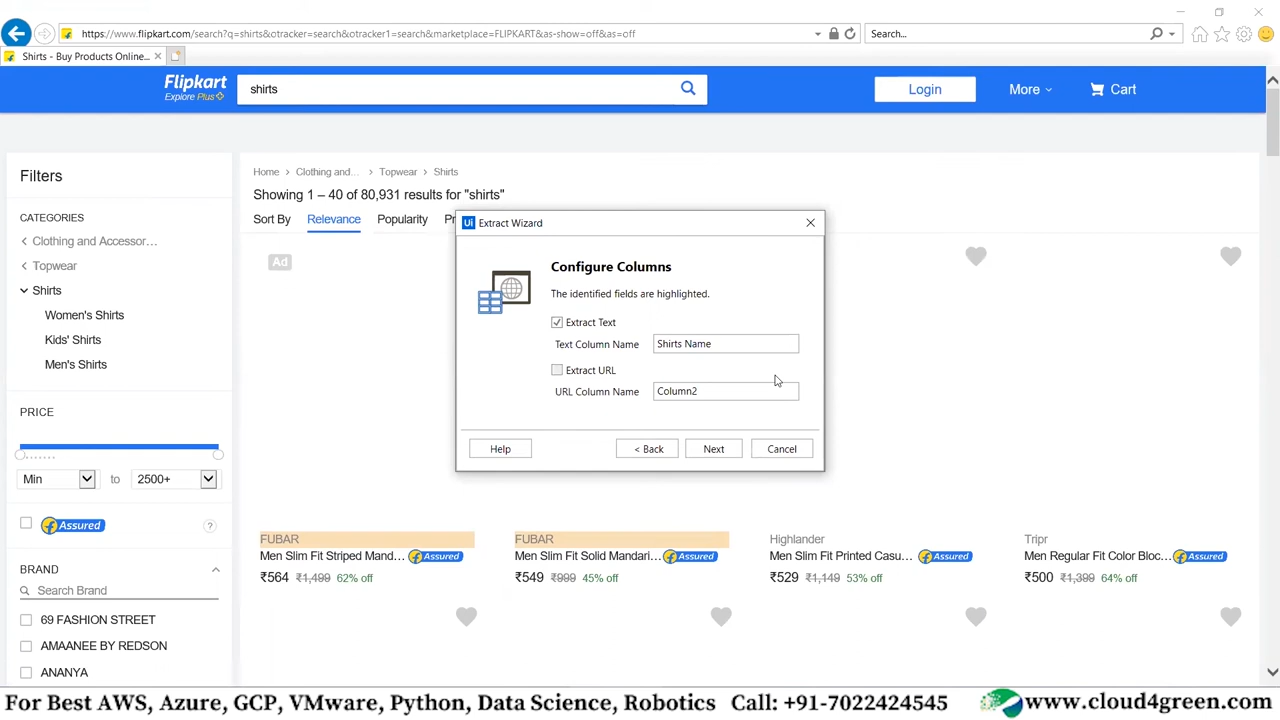 https://www.flipkart.com/search?q=shirts&otracker=search&otracker1=search&marketplace=FLIPKART&as-show=off&as=off
Search...
Shirts - Buy Products Online...
Flipkart
Explore Plus
shirts
Login
More
Cart
Filters
CATEGORIES
Clothing and Accessor...
Topwear
Shirts
Women's Shirts
Kids' Shirts
Men's Shirts
PRICE
Min
to
2500+
Assured
?
BRAND
Search Brand
69 FASHION STREET
AMAANEE BY REDSON
ANANYA
Home
Clothing and...
Topwear
Shirts
Showing 1 – 40 of 80,931 results for "shirts"
Sort By
Relevance
Popularity
Ad
Ui Extract Wizard
Configure Columns
The identified fields are highlighted.
Extract Text
Text Column Name
Shirts Name
Extract URL
URL Column Name
Column2
Help
< Back
Next
Cancel
FUBAR
Men Slim Fit Striped Mand...
Assured
₹564 ₹1,499 62% off
FUBAR
Men Slim Fit Solid Mandari...
Assured
₹549 ₹999 45% off
Highlander
Men Slim Fit Printed Casu...
Assured
₹529 ₹1,149 53% off
Tripr
Men Regular Fit Color Bloc...
Assured
₹500 ₹1,399 64% off
For Best AWS, Azure, GCP, VMware, Python, Data Science, Robotics Call: +91-7022424545 www.cloud4green.com